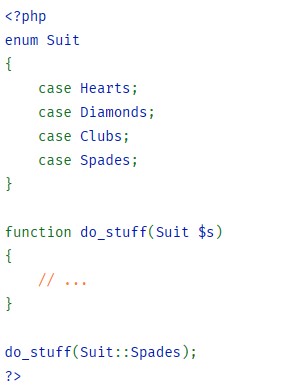 <?php
enum Suit
{
    case Hearts;
    case Diamonds;
    case Clubs;
    case Spades;
}

function do_stuff(Suit $s)
{
    // ...
}

do_stuff(Suit::Spades);
?>